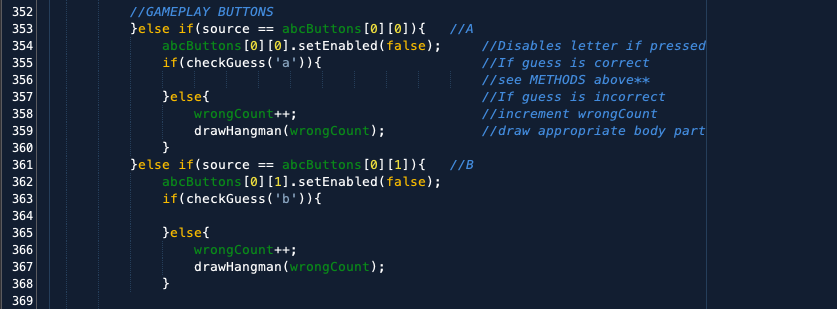 352 //GAMEPLAY BUTTONS
353 }else if(source == abcButtons[0][0]){ //A
354 abcButtons[0][0].setEnabled(false); //Disables letter if pressed
355 if(checkGuess('a')){ //If guess is correct
356 //see METHODS above**
357 }else{ //If guess is incorrect
358 wrongCount++; //increment wrongCount
359 drawHangman(wrongCount); //draw appropriate body part
360 }
361 }else if(source == abcButtons[0][1]){ //B
362 abcButtons[0][1].setEnabled(false);
363 if(checkGuess('b')){
364
365 }else{
366 wrongCount++;
367 drawHangman(wrongCount);
368 }
369